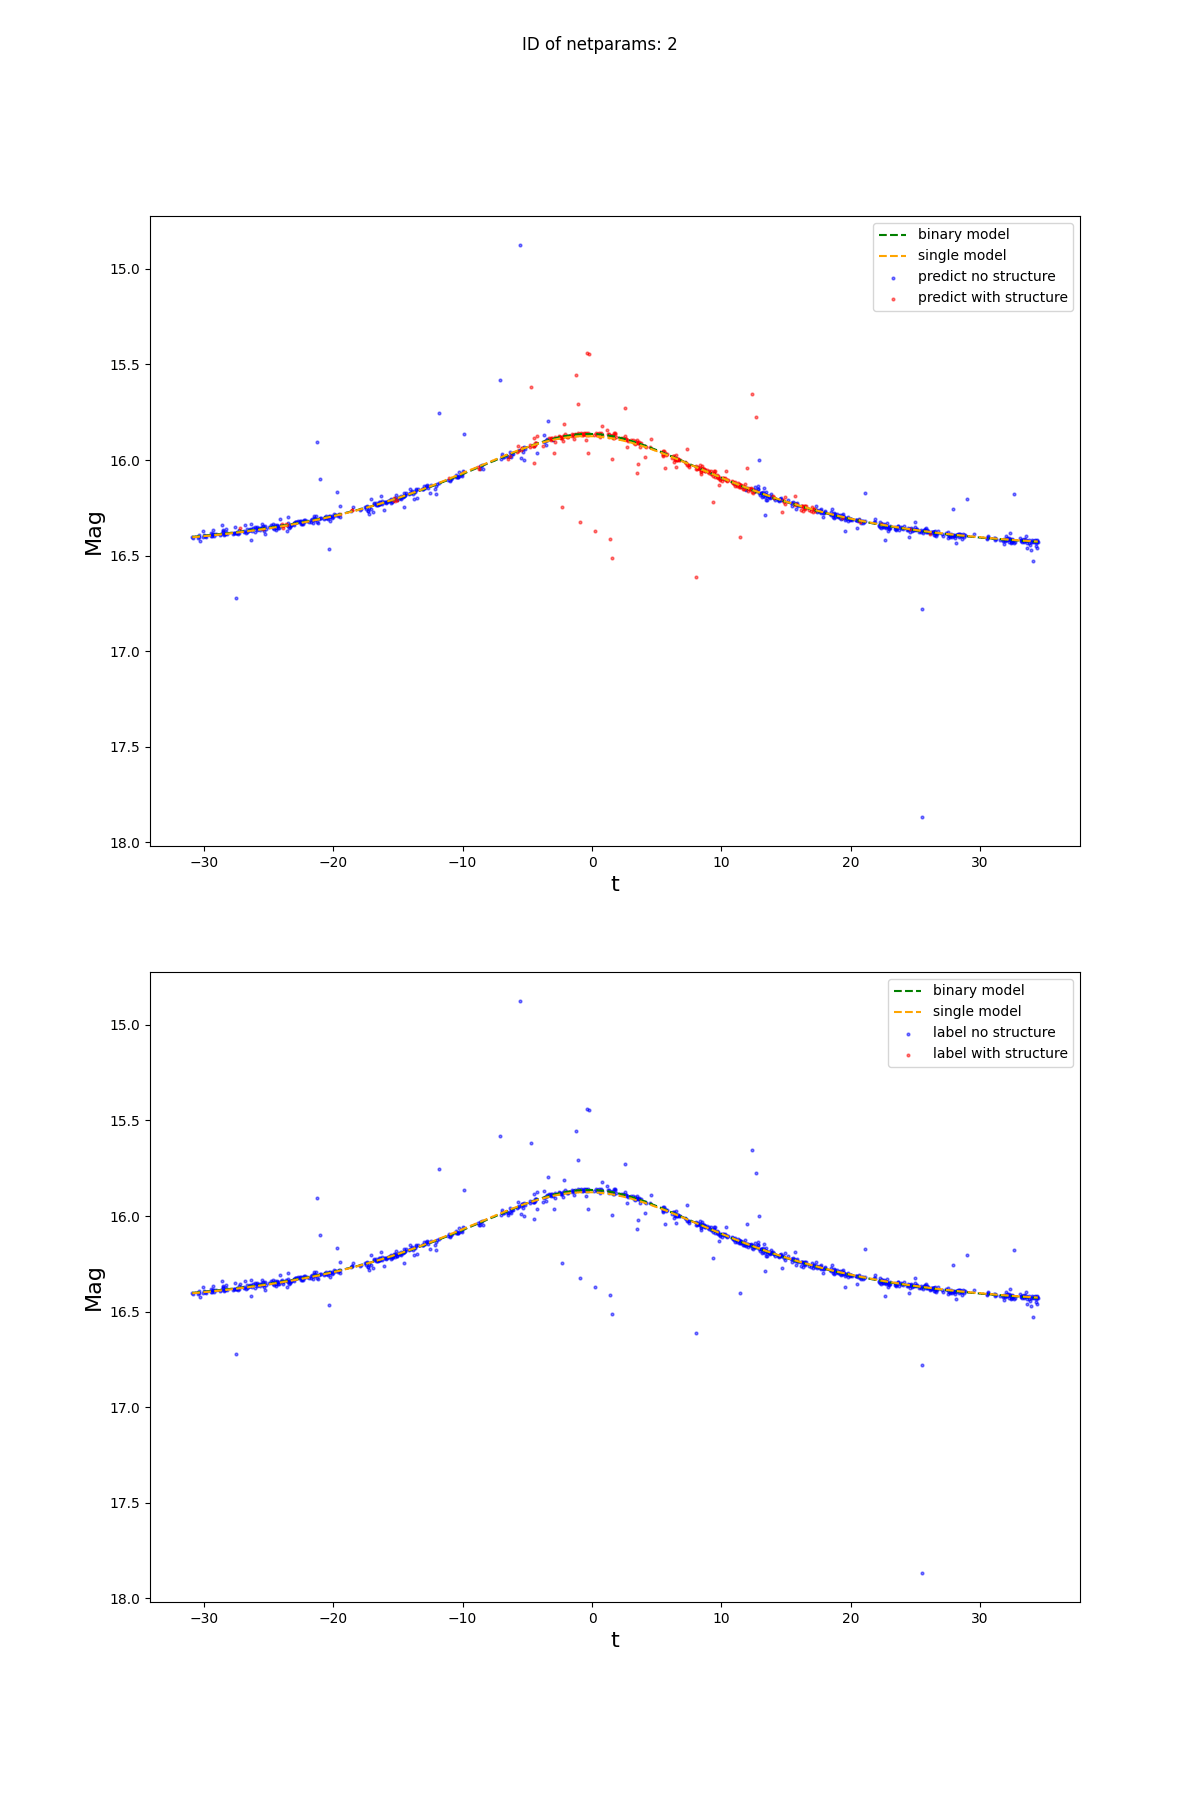 ID of netparams: 2
binary model
single model
predict no structure
predict with structure
15.0
15.5
16.0
16.5
17.0
17.5
18.0
Mag
−30
−20
−10
0
10
20
30
t
binary model
single model
label no structure
label with structure
15.0
15.5
16.0
16.5
17.0
17.5
18.0
Mag
−30
−20
−10
0
10
20
30
t